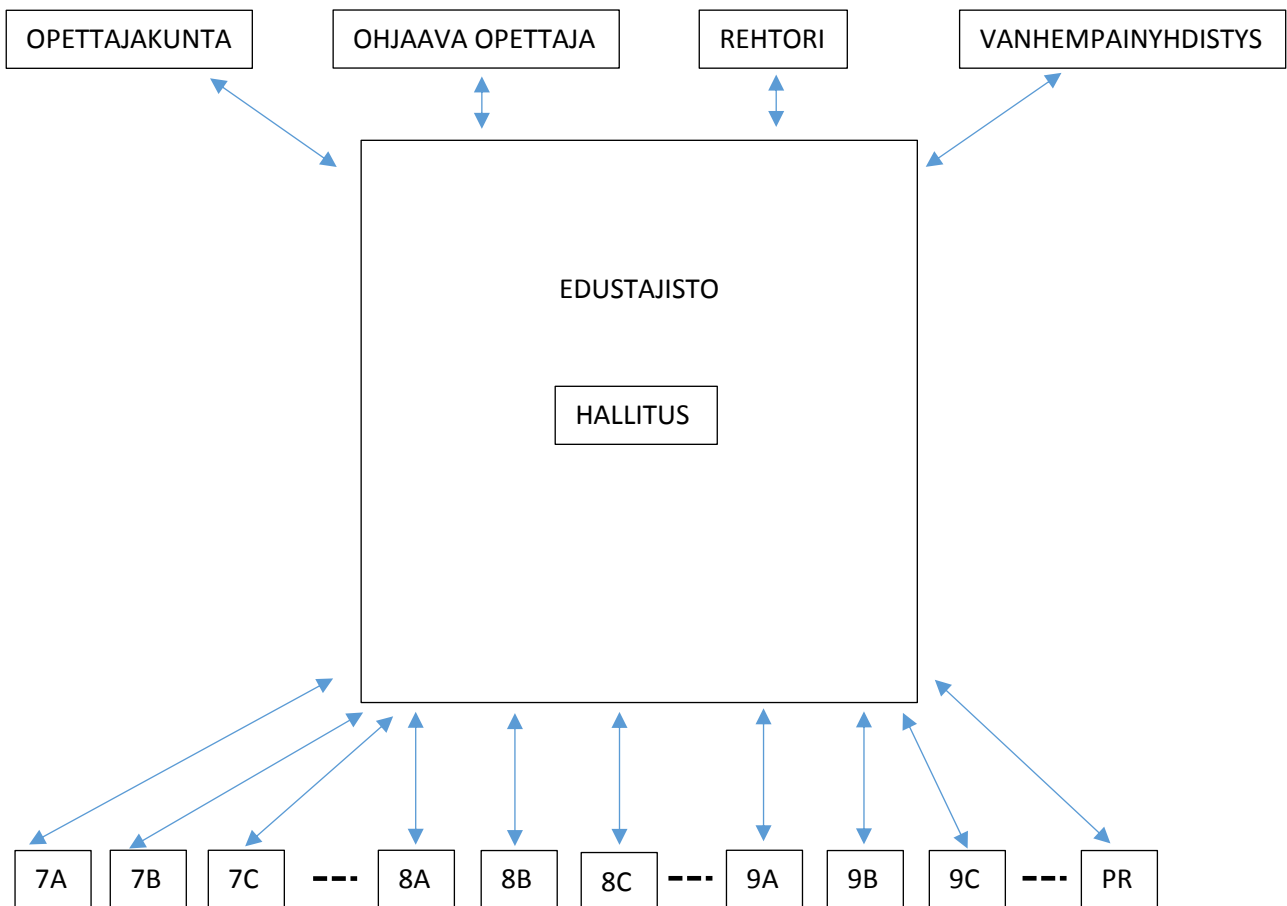 OPETTAJAKUNTA
OHJAAVA OPETTAJA
REHTORI
VANHEMPAINYHDISTYS
EDUSTAJISTO
HALLITUS
7A
7B
7C
8A
8B
8C
9A
9B
9C
PR